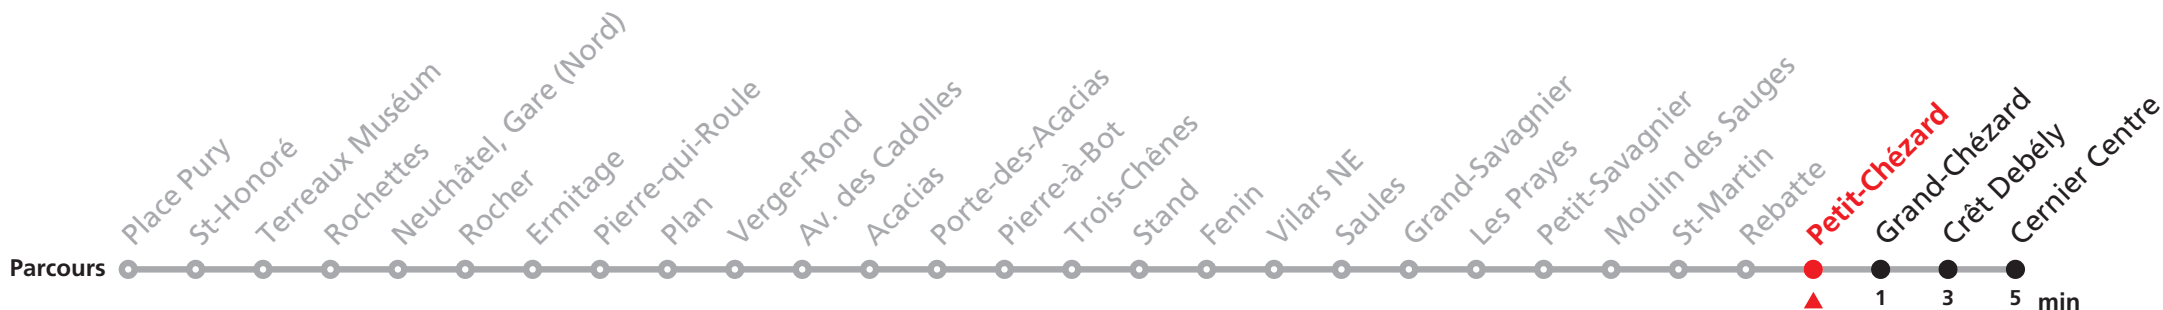 Place Pury
St-Honoré
Terreaux Muséum
Rochettes
Neuchâtel, Gare (Nord)
Rocher
Ermitage
Pierre-qui-Roule
Plan
Verger-Rond
Av. des Cadolles
Acacias
Porte-des-Acacias
Pierre-à-Bot
Trois-Chênes
Stand
Fenin
Vilars NE
Saules
Grand-Savagnier
Les Prayes
Petit-Savagnier
Moulin des Sauges
St-Martin
Rebatte
Petit-Chézard
Grand-Chézard
Crêt Debély
Cernier Centre
Parcours
1 3 5 min